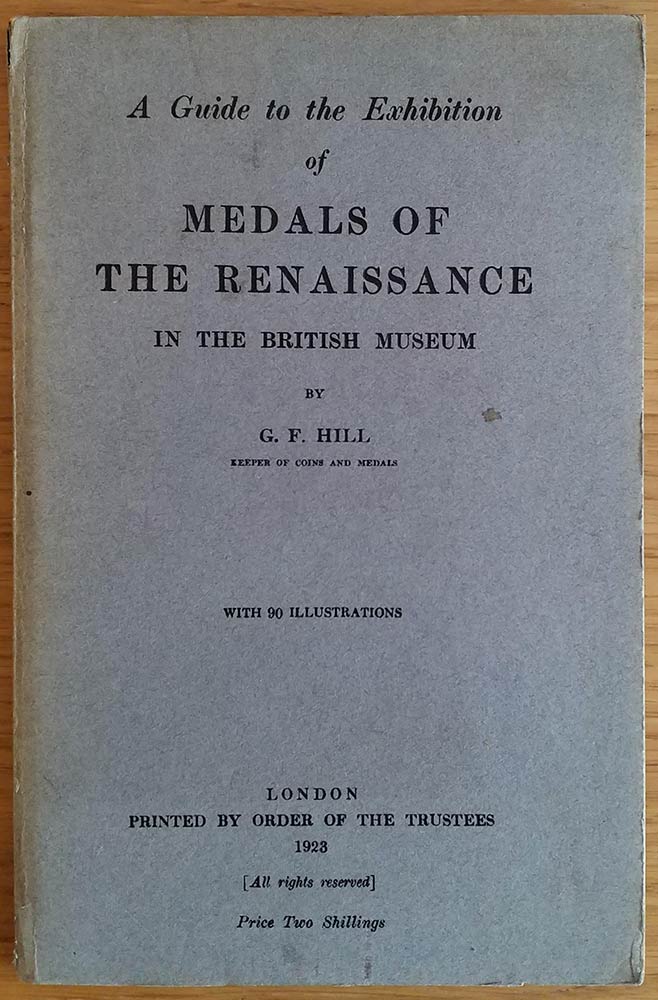 A Guide to the Exhibition
of
MEDALS OF
THE RENAISSANCE
IN THE BRITISH MUSEUM
BY
G. F. HILL
KEEPER OF COINS AND MEDALS
WITH 90 ILLUSTRATIONS
LONDON
PRINTED BY ORDER OF THE TRUSTEES
1923
[All rights reserved]
Price Two Shillings